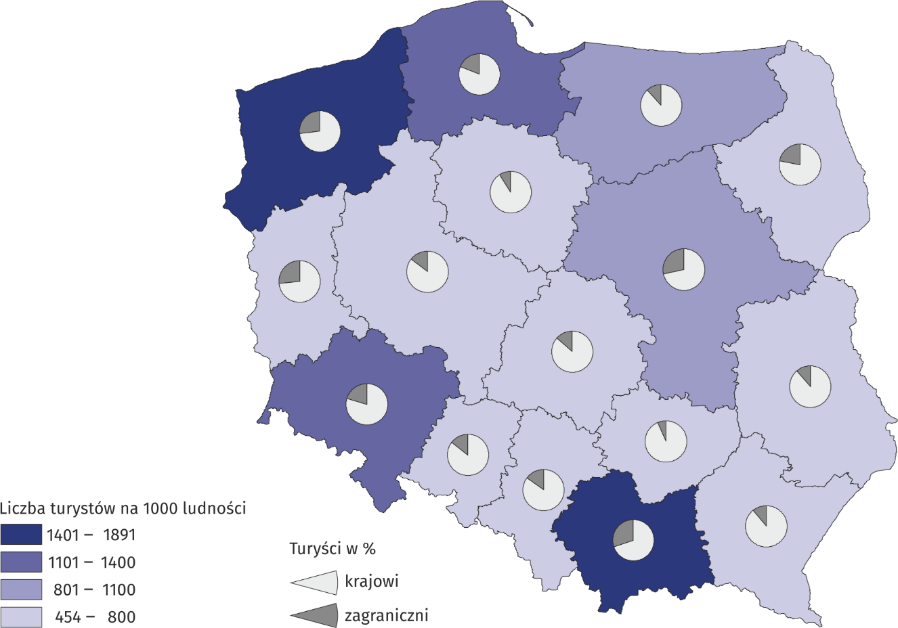 Liczba turystów na 1000 ludności
1401 – 1891
1101 – 1400
801 – 1100
454 – 800
Turyści w %
krajowi
zagraniczni